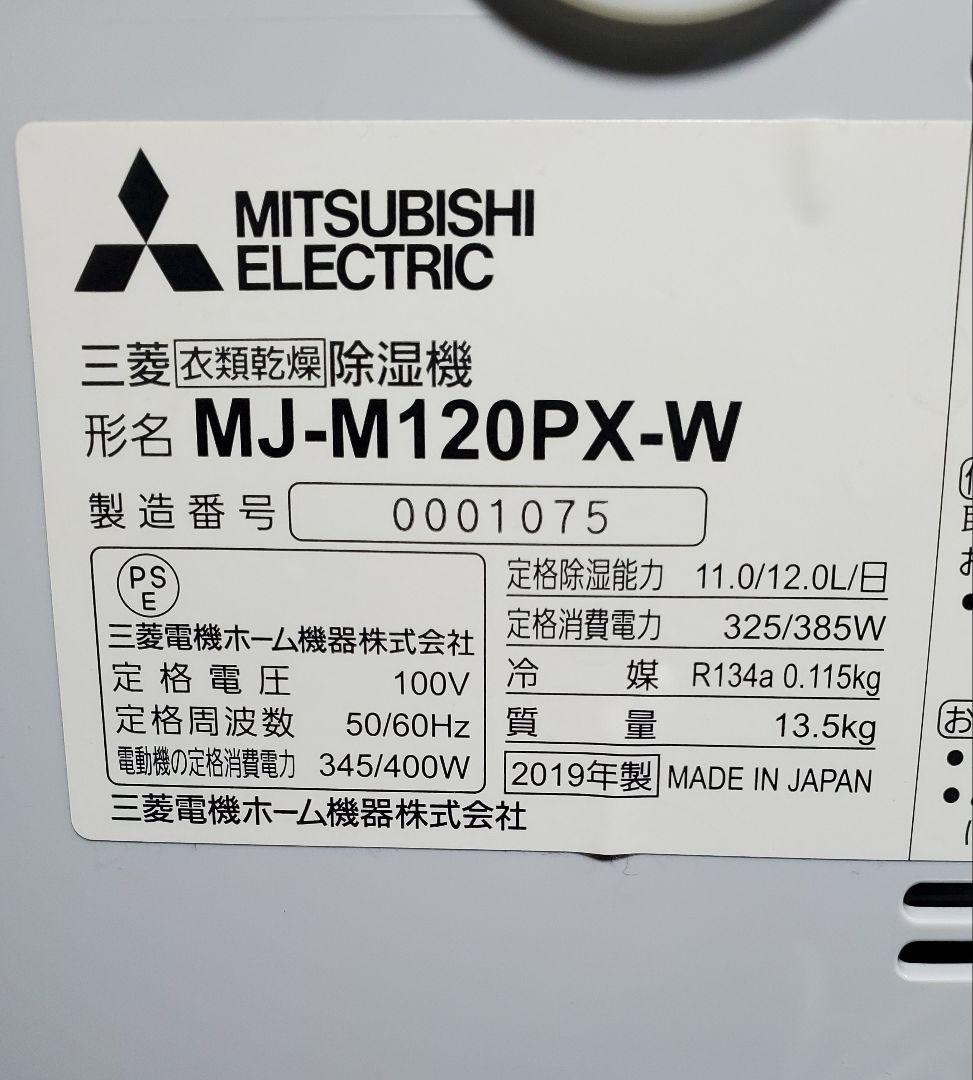 MITSUBISHI
ELECTRIC
三菱衣類乾燥除湿機
形名 MJ-M120PX-W
製造番号 0001075
PS
E
三菱電機ホーム機器株式会社
定格電圧 100V
定格周波数 50/60Hz
電動機の定格消費電力 345/400W
定格除湿能力 11.0/12.0L/日
定格消費電力 325/385W
冷媒 R134a 0.115kg
質量 13.5kg
2019年製 MADE IN JAPAN
三菱電機ホーム機器株式会社
お